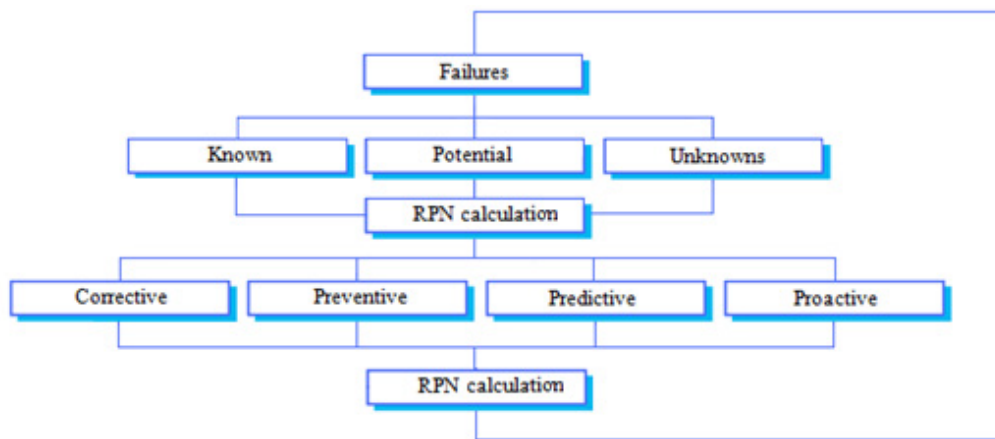 Failures
Known
Potential
Unknowns
RPN calculation
Corrective
Preventive
Predictive
Proactive
RPN calculation